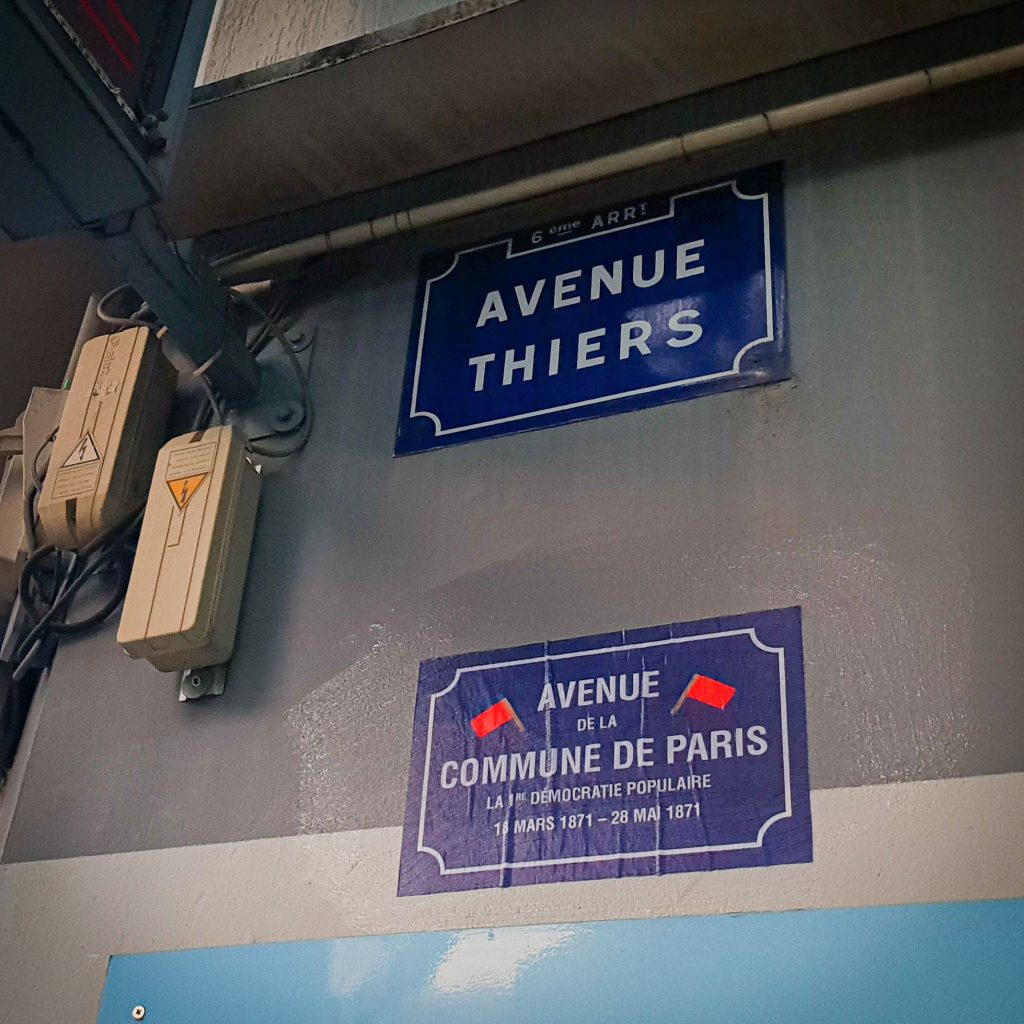 6ème ARRT
AVENUE
THIERS
AVENUE
DE LA
COMMUNE DE PARIS
LA 1RE DÉMOCRATIE POPULAIRE
18 MARS 1871 – 28 MAI 1871